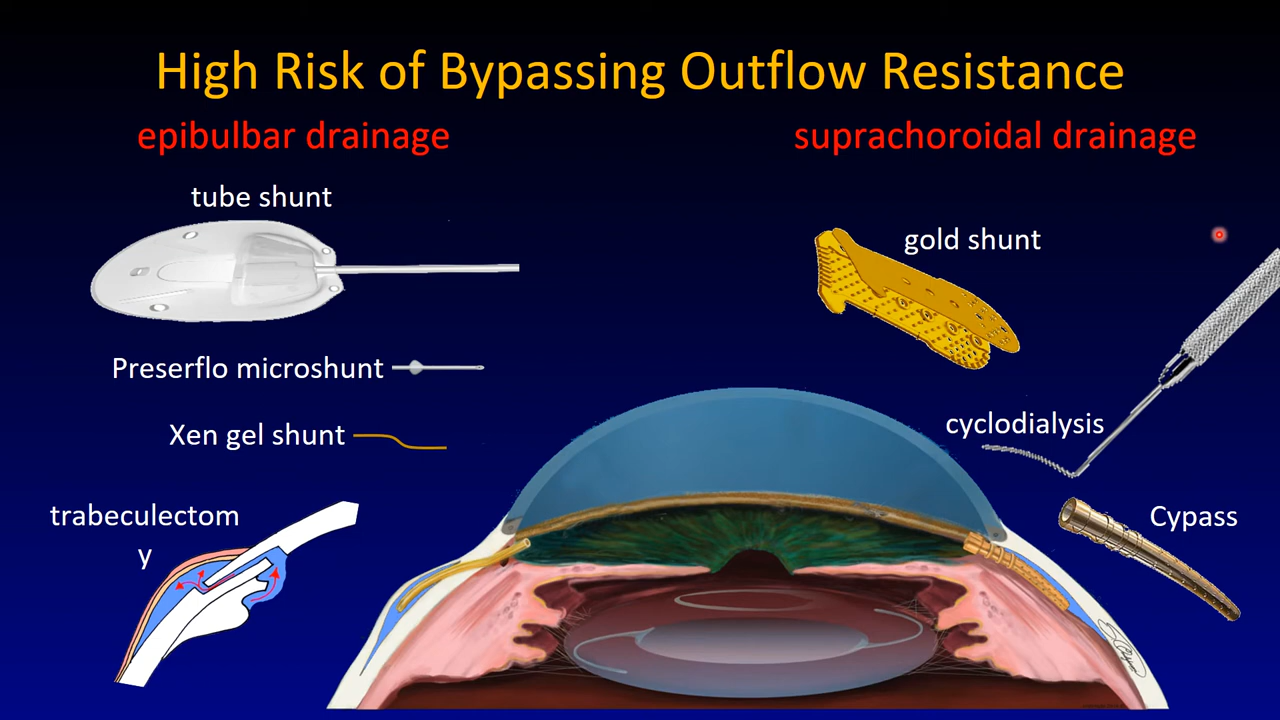 High Risk of Bypassing Outflow Resistance
epibulbar drainage
suprachoroidal drainage
tube shunt
gold shunt
Preserflo microshunt
Xen gel shunt
cyclodialysis
trabeculectom
y
Cypass